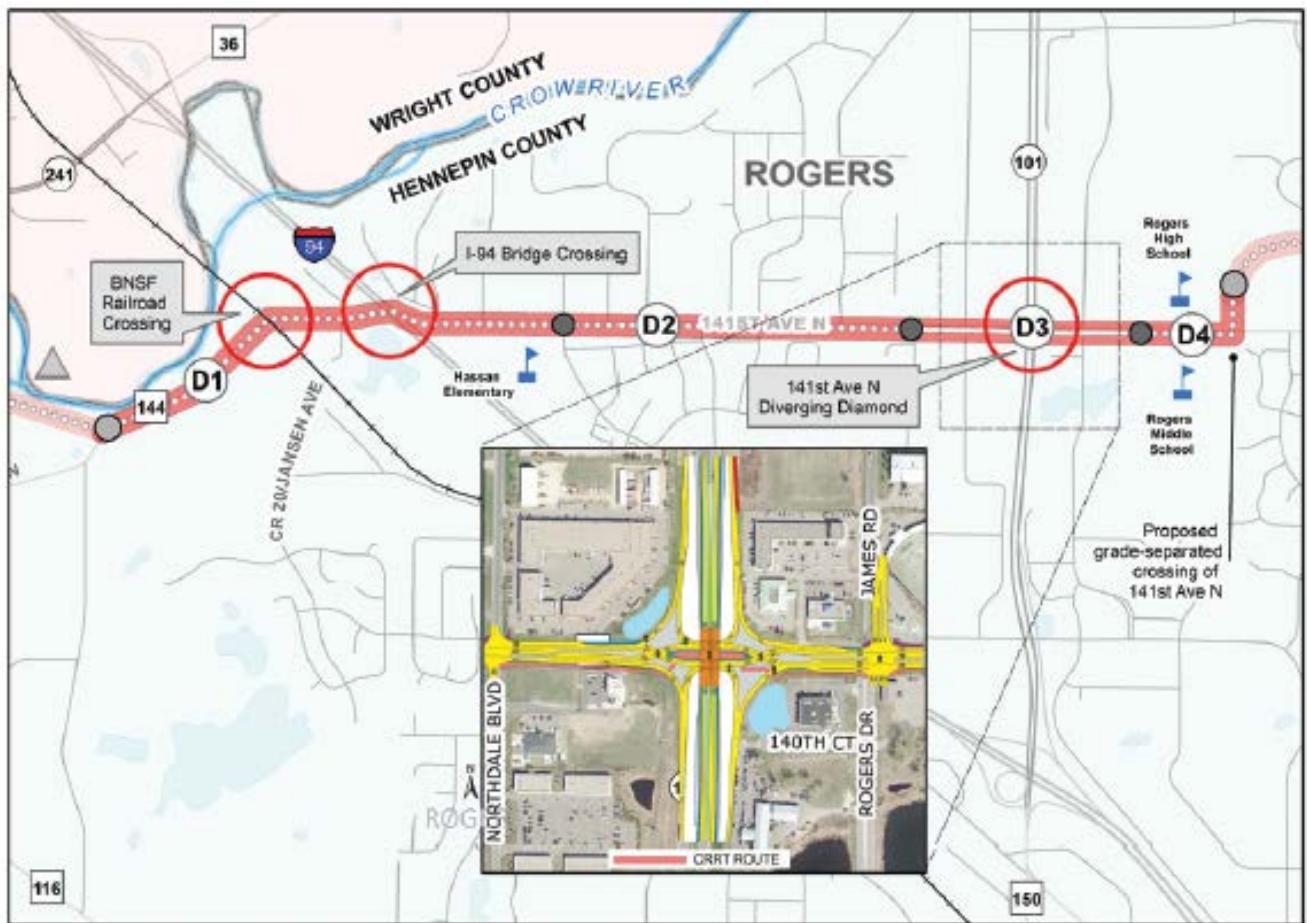 36
WRIGHT COUNTY
CROW RIVER
HENNEPIN COUNTY
ROGERS
241
101
94
I-94 Bridge Crossing
Rogers
High
School
BNSF
Railroad
Crossing
D1
144
D2
141ST AVE N
D3
D4
Hassan
Elementary
141st Ave N
Diverging Diamond
Rogers
Middle
School
CR 20/JANSEN AVE
N
Proposed
grade-separated
crossing of
141st Ave N
JAMES RD
NORTHDALE BLVD
140TH CT
ROGERS DR
N
CRRT ROUTE
116
150